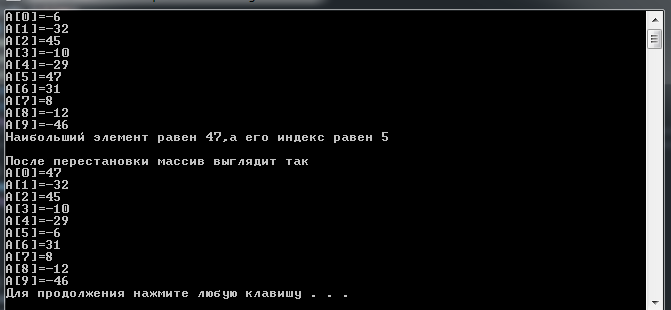 A[0]=-6
A[1]=-32
A[2]=45
A[3]=-10
A[4]=-29
A[5]=47
A[6]=31
A[7]=8
A[8]=-12
A[9]=-46
Наибольший элемент равен 47,а его индекс равен 5
После перестановки массив выглядит так
A[0]=47
A[1]=-32
A[2]=45
A[3]=-10
A[4]=-29
A[5]=-6
A[6]=31
A[7]=8
A[8]=-12
A[9]=-46
Для продолжения нажмите любую клавишу . . .